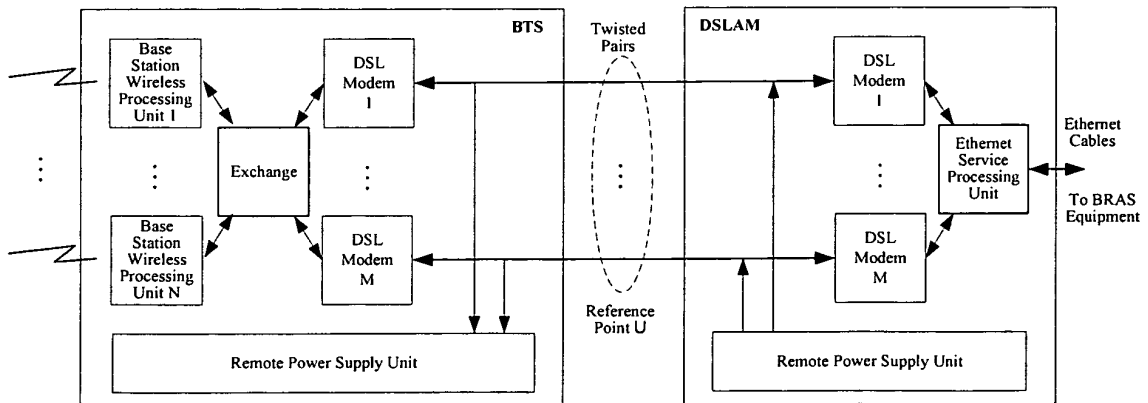 BTS
Base
Station
Wireless
Processing
Unit 1
DSL
Modem
1
Exchange
Base
Station
Wireless
Processing
Unit N
DSL
Modem
M
Remote Power Supply Unit
Twisted
Pairs
Reference
Point U
DSLAM
DSL
Modem
1
Ethernet
Service
Processing
Unit
DSL
Modem
M
Remote Power Supply Unit
Ethernet
Cables
To BRAS
Equipment